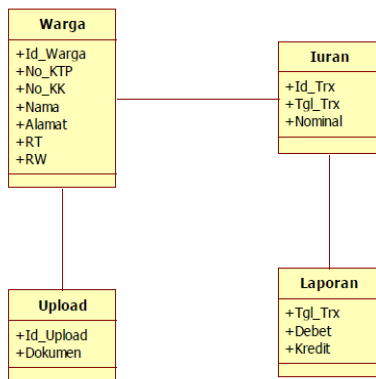 Warga
+Id_Warga
+No_KTP
+No_KK
+Nama
+Alamat
+RT
+RW
Iuran
+Id_Trx
+Tgl_Trx
+Nominal
Upload
+Id_Upload
+Dokumen
Laporan
+Tgl_Trx
+Debet
+Kredit